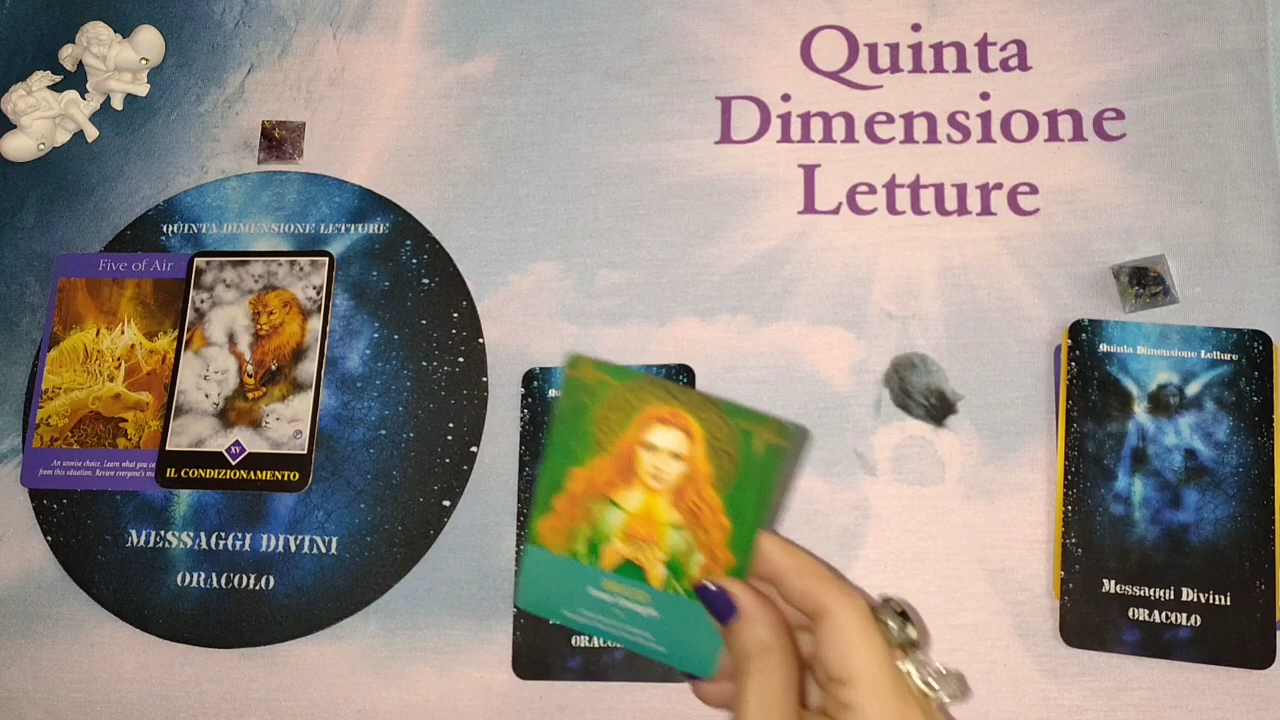 Quinta
Dimensione
Letture
QUINTA DIMENSIONE LETTURE
Five of Air
An unwise choice. Learn what you
from this situation. Review everyone's
XV
IL CONDIZIONAMENTO
MESSAGGI DIVINI
ORACOLO
Quinta Dimensione Letture
Messaggi Divini
ORACOLO